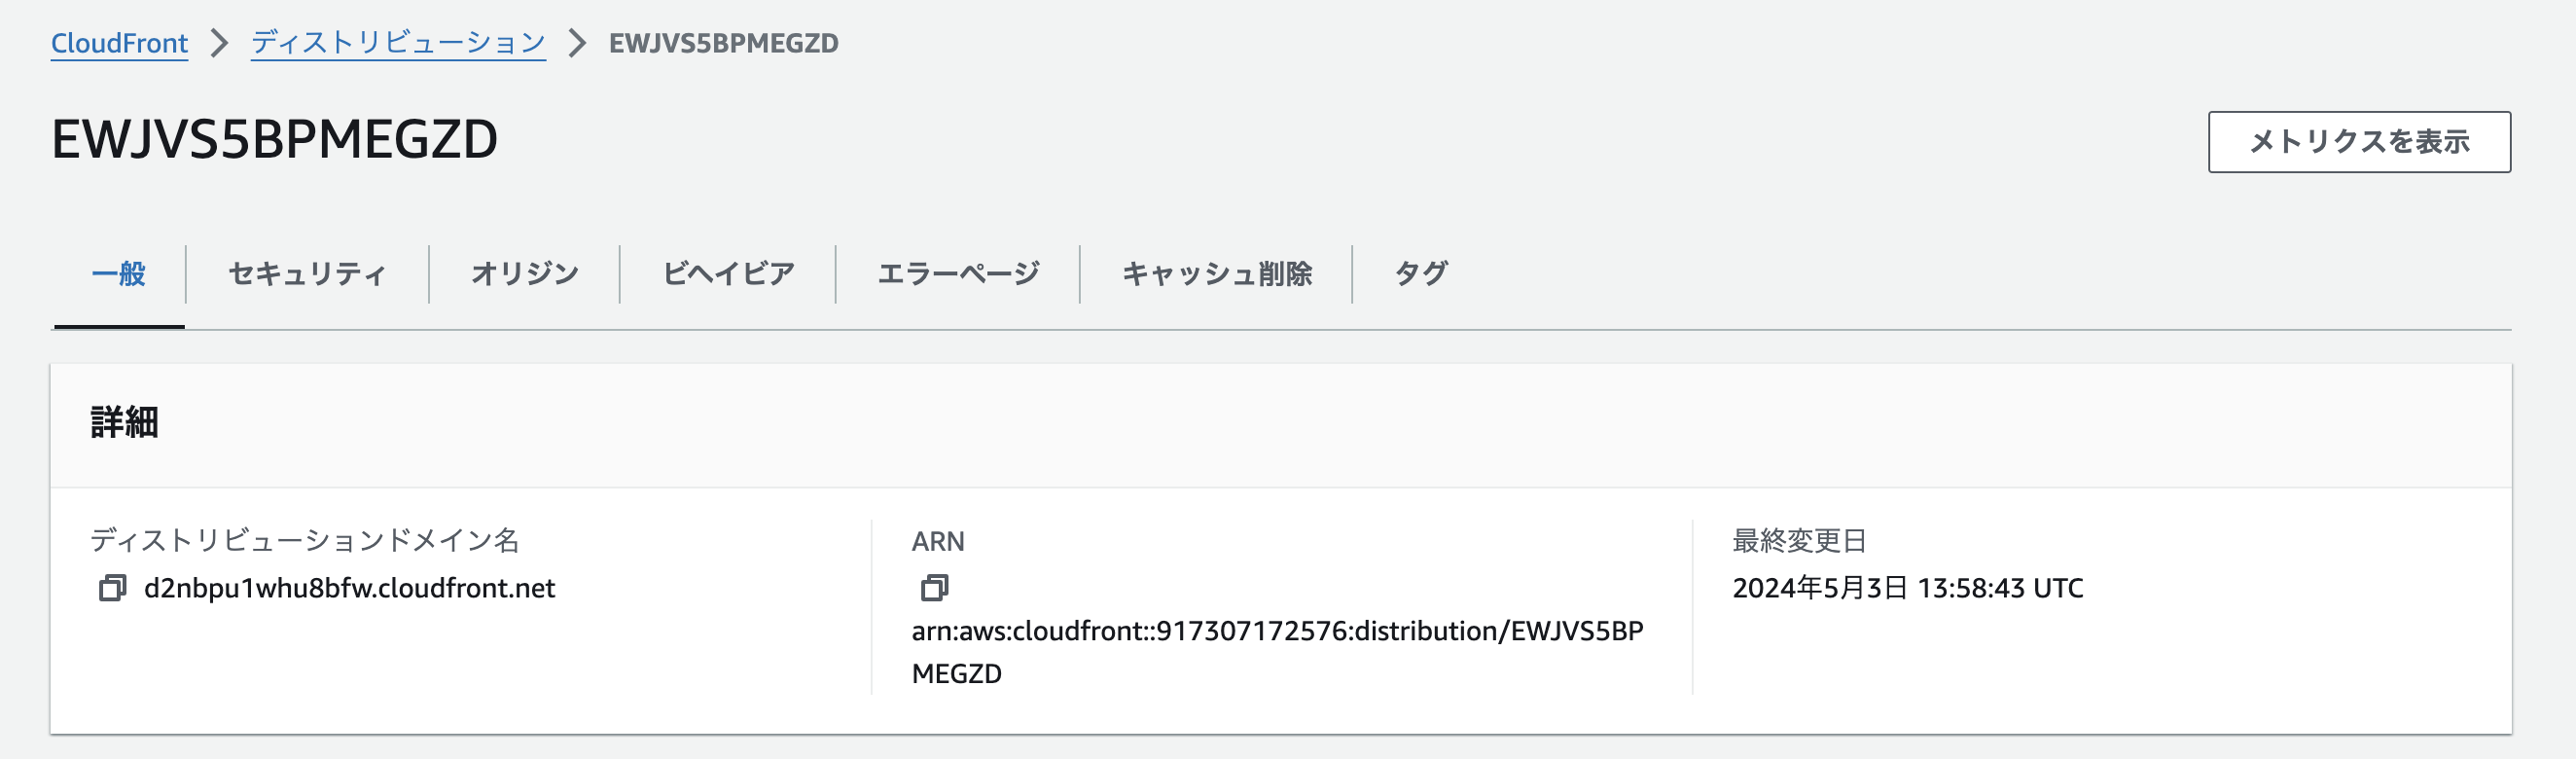 CloudFront > ディストリビューション > EWJVS5BPMEGZD
EWJVS5BPMEGZD
メトリクスを表示
一般
セキュリティ
オリジン
ビヘイビア
エラーページ
キャッシュ削除
タグ
詳細
ディストリビューションドメイン名
d2nbpu1whu8bfw.cloudfront.net
ARN
arn:aws:cloudfront::917307172576:distribution/EWJVS5BP
MEGZD
最終変更日
2024年5月3日 13:58:43 UTC